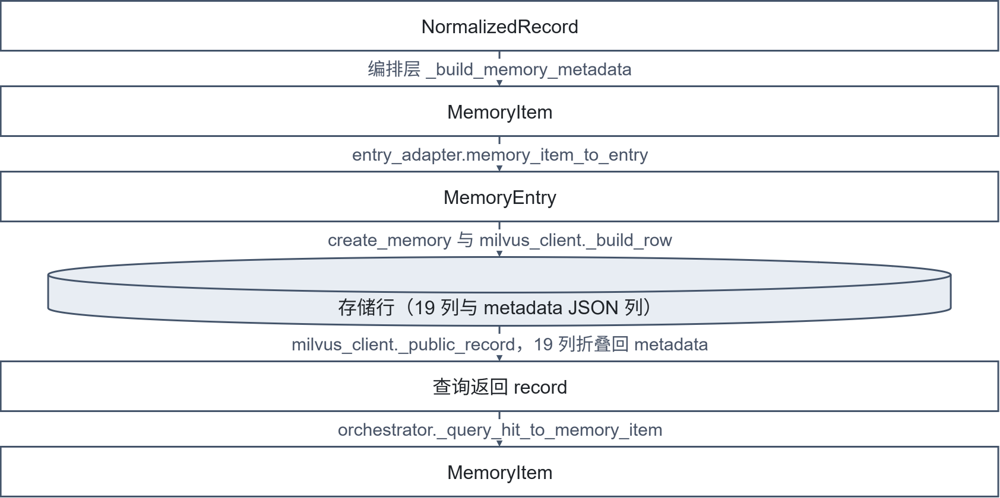 NormalizedRecord
编排层 _build_memory_metadata
MemoryItem
entry_adapter.memory_item_to_entry
MemoryEntry
create_memory 与 milvus_client._build_row
存储行（19 列与 metadata JSON 列）
milvus_client._public_record，19 列折叠回 metadata
查询返回 record
orchestrator._query_hit_to_memory_item
MemoryItem